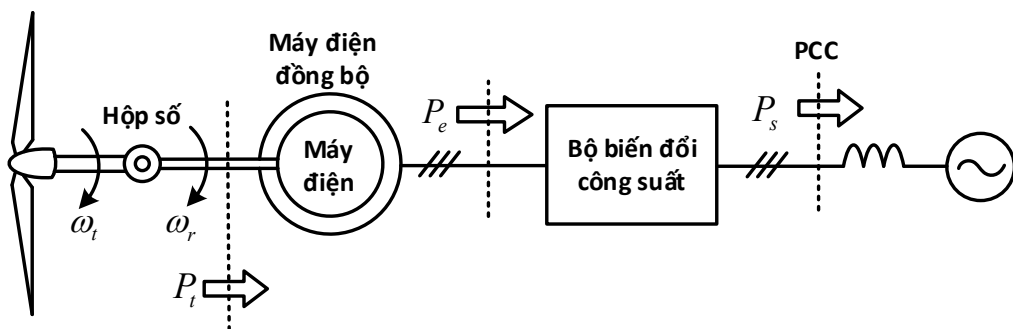 Máy điện
đồng bộ
PCC
Hộp số
P_e
P_s
Máy
điện
Bộ biến đổi
công suất
ω_t
ω_r
P_t